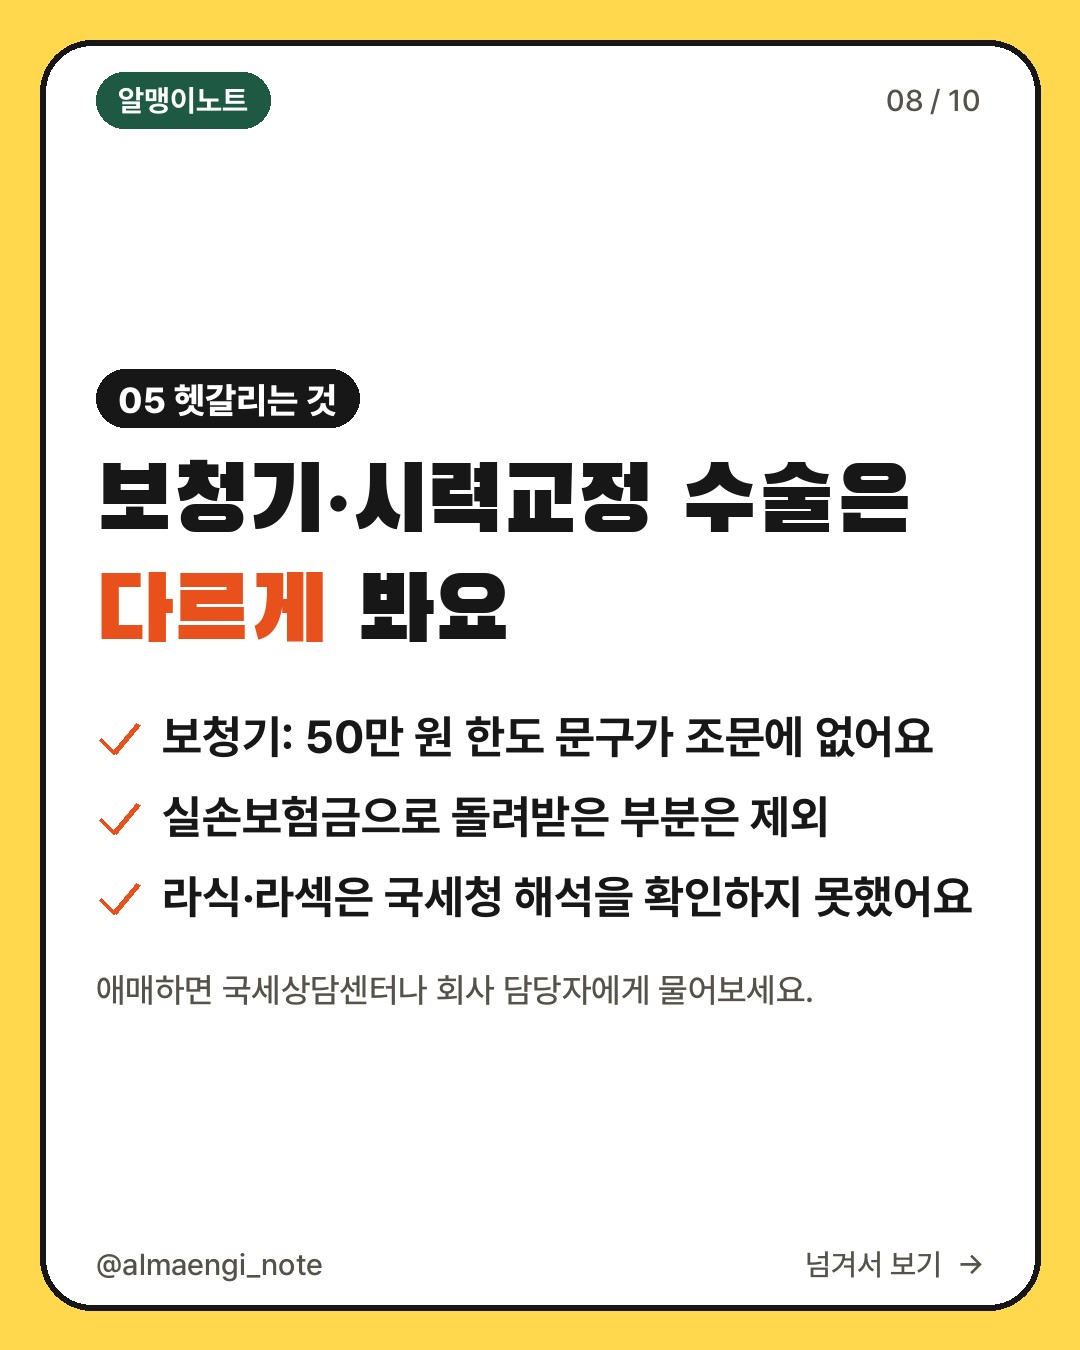 알맹이노트
08 / 10
05 헷갈리는 것
보청기·시력교정 수술은
다르게 봐요
보청기: 50만 원 한도 문구가 조문에 없어요
실손보험금으로 돌려받은 부분은 제외
라식·라섹은 국세청 해석을 확인하지 못했어요
애매하면 국세상담센터나 회사 담당자에게 물어보세요.
@almaengi_note
넘겨서 보기 →